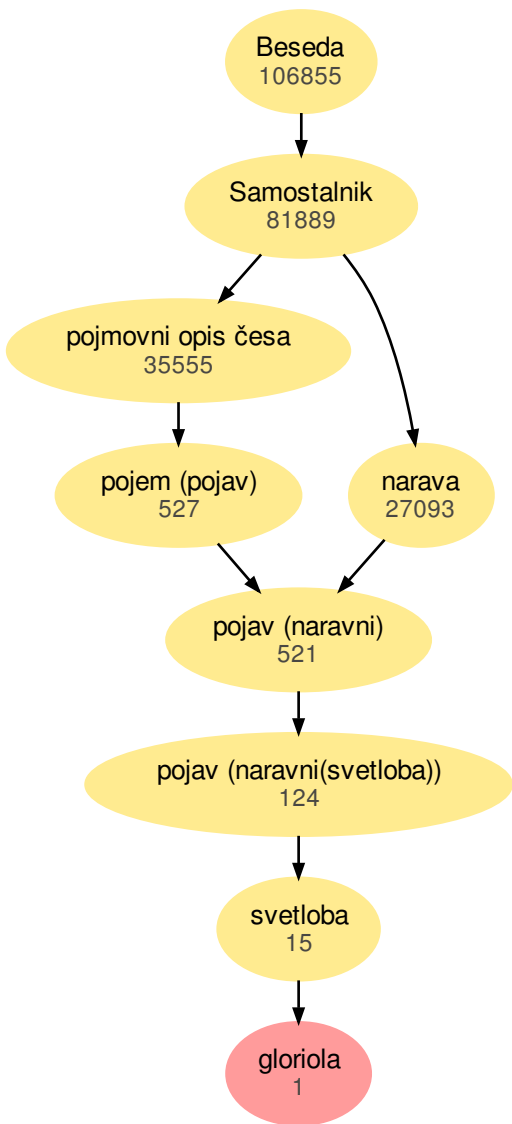 Beseda
106855
Samostalnik
81889
pojmovni opis česa
35555
pojem (pojav)
527
narava
27093
pojav (naravni)
521
pojav (naravni(svetloba))
124
svetloba
15
gloriola
1